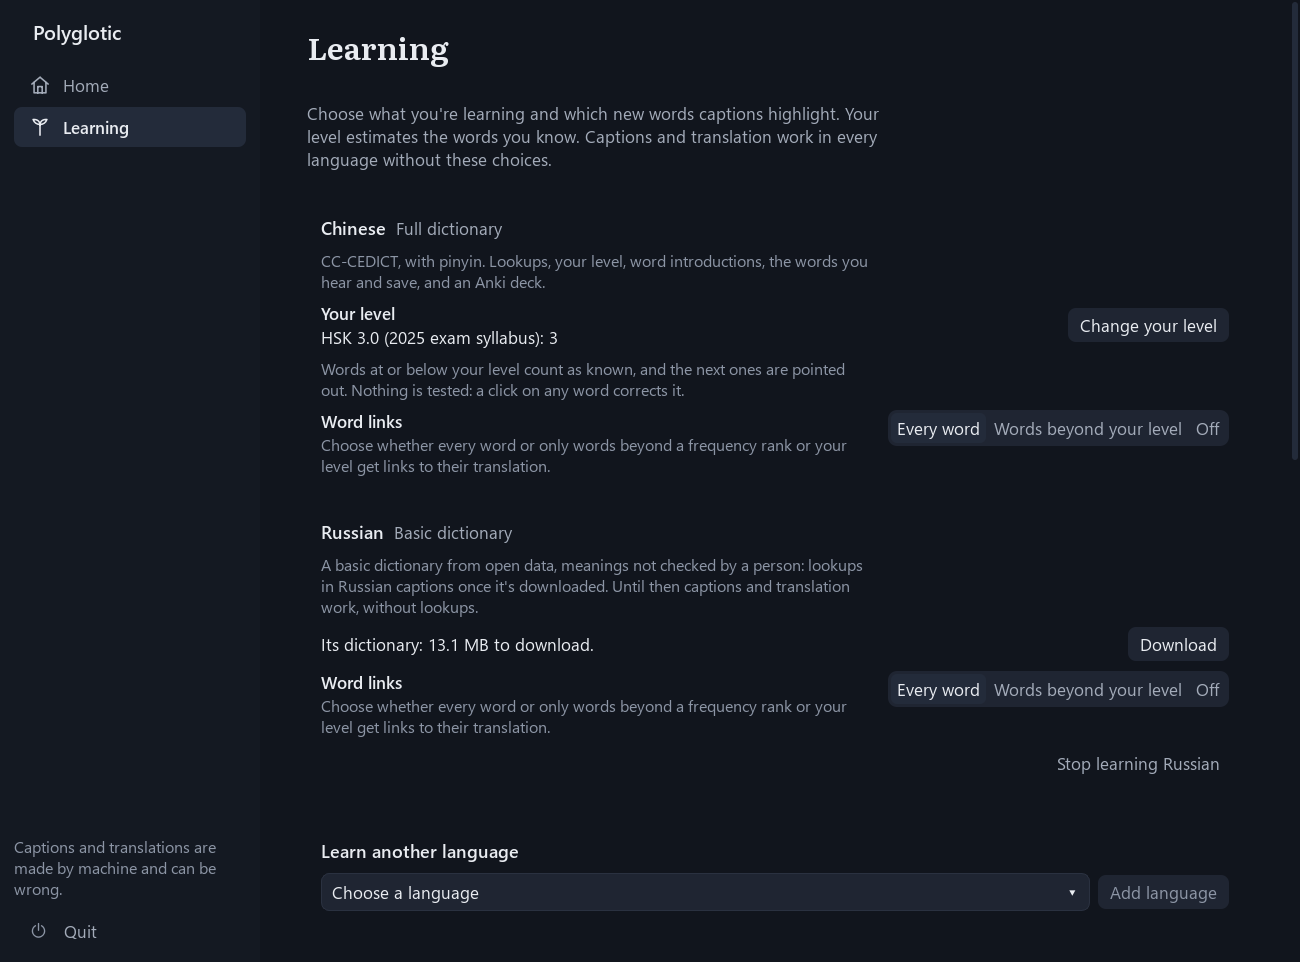 Polyglotic
Home
Learning
Learning
Choose what you're learning and which new words captions highlight. Your
level estimates the words you know. Captions and translation work in every
language without these choices.
Chinese Full dictionary
CC-CEDICT, with pinyin. Lookups, your level, word introductions, the words you
hear and save, and an Anki deck.
Your level
HSK 3.0 (2025 exam syllabus): 3
Change your level
Words at or below your level count as known, and the next ones are pointed
out. Nothing is tested: a click on any word corrects it.
Word links
Choose whether every word or only words beyond a frequency rank or your
level get links to their translation.
Every word Words beyond your level Off
Russian Basic dictionary
A basic dictionary from open data, meanings not checked by a person: lookups
in Russian captions once it's downloaded. Until then captions and translation
work, without lookups.
Its dictionary: 13.1 MB to download.
Download
Word links
Choose whether every word or only words beyond a frequency rank or your
level get links to their translation.
Every word Words beyond your level Off
Stop learning Russian
Learn another language
Choose a language
Add language
Captions and translations are
made by machine and can be
wrong.
Quit